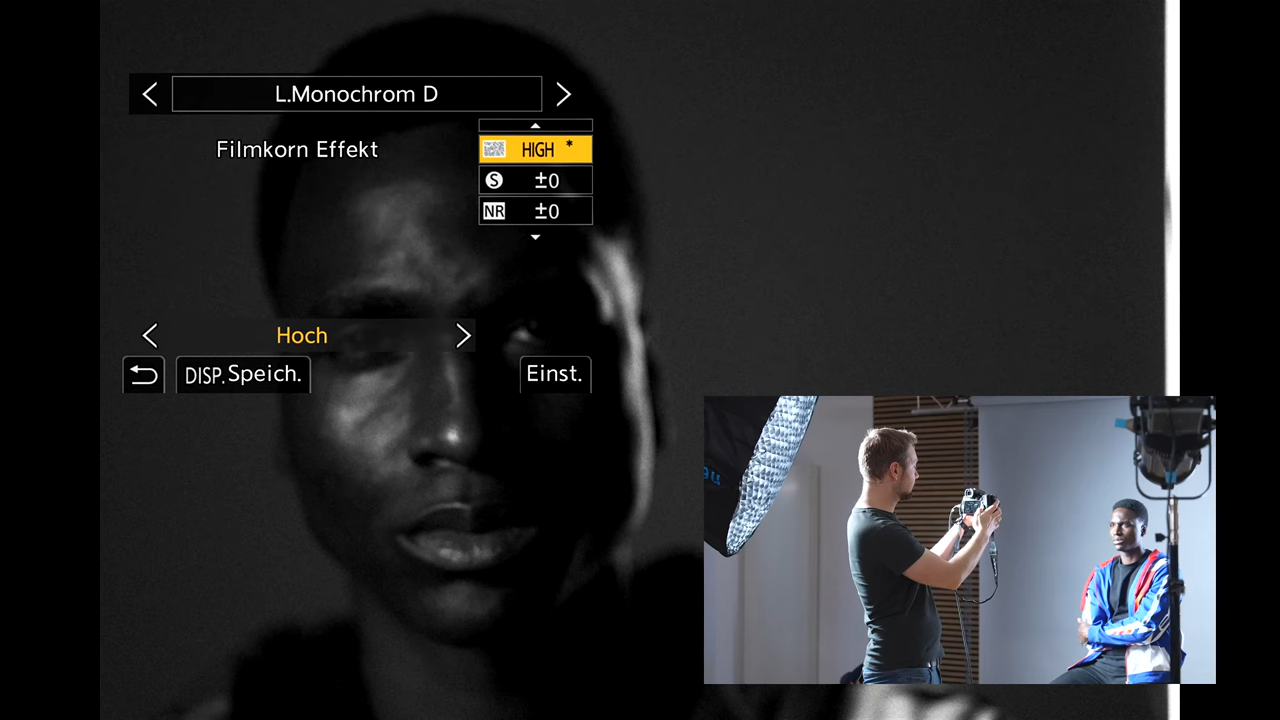 L.Monochrom D
Filmkorn Effekt
HIGH *
S ±0
NR ±0
Hoch
DISP. Speich.
Einst.